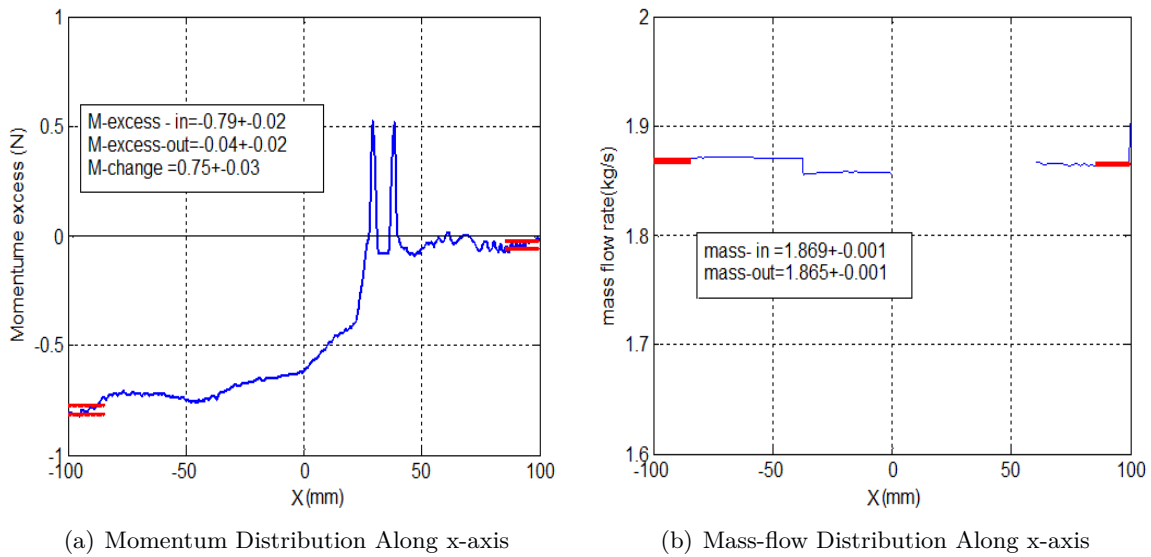 1
0.5
0
-0.5
-1
-100
-50
0
50
100
Momentume excess (N)
X(mm)
M-excess - in=-0.79+-0.02
M-excess-out=-0.04+-0.02
M-change =0.75+-0.03
(a) Momentum Distribution Along x-axis
2
1.9
1.8
1.7
1.6
-100
-50
0
50
100
mass flow rate(kg/s)
X(mm)
mass- in =1.869+-0.001
mass-out=1.865+-0.001
(b) Mass-flow Distribution Along x-axis